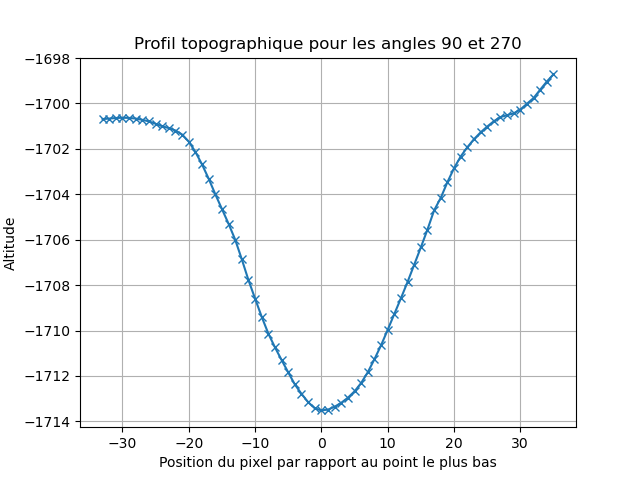 Profil topographique pour les angles 90 et 270
−1698
−1700
−1702
−1704
−1706
−1708
−1710
−1712
−1714
Altitude
−30 −20 −10 0 10 20 30
Position du pixel par rapport au point le plus bas